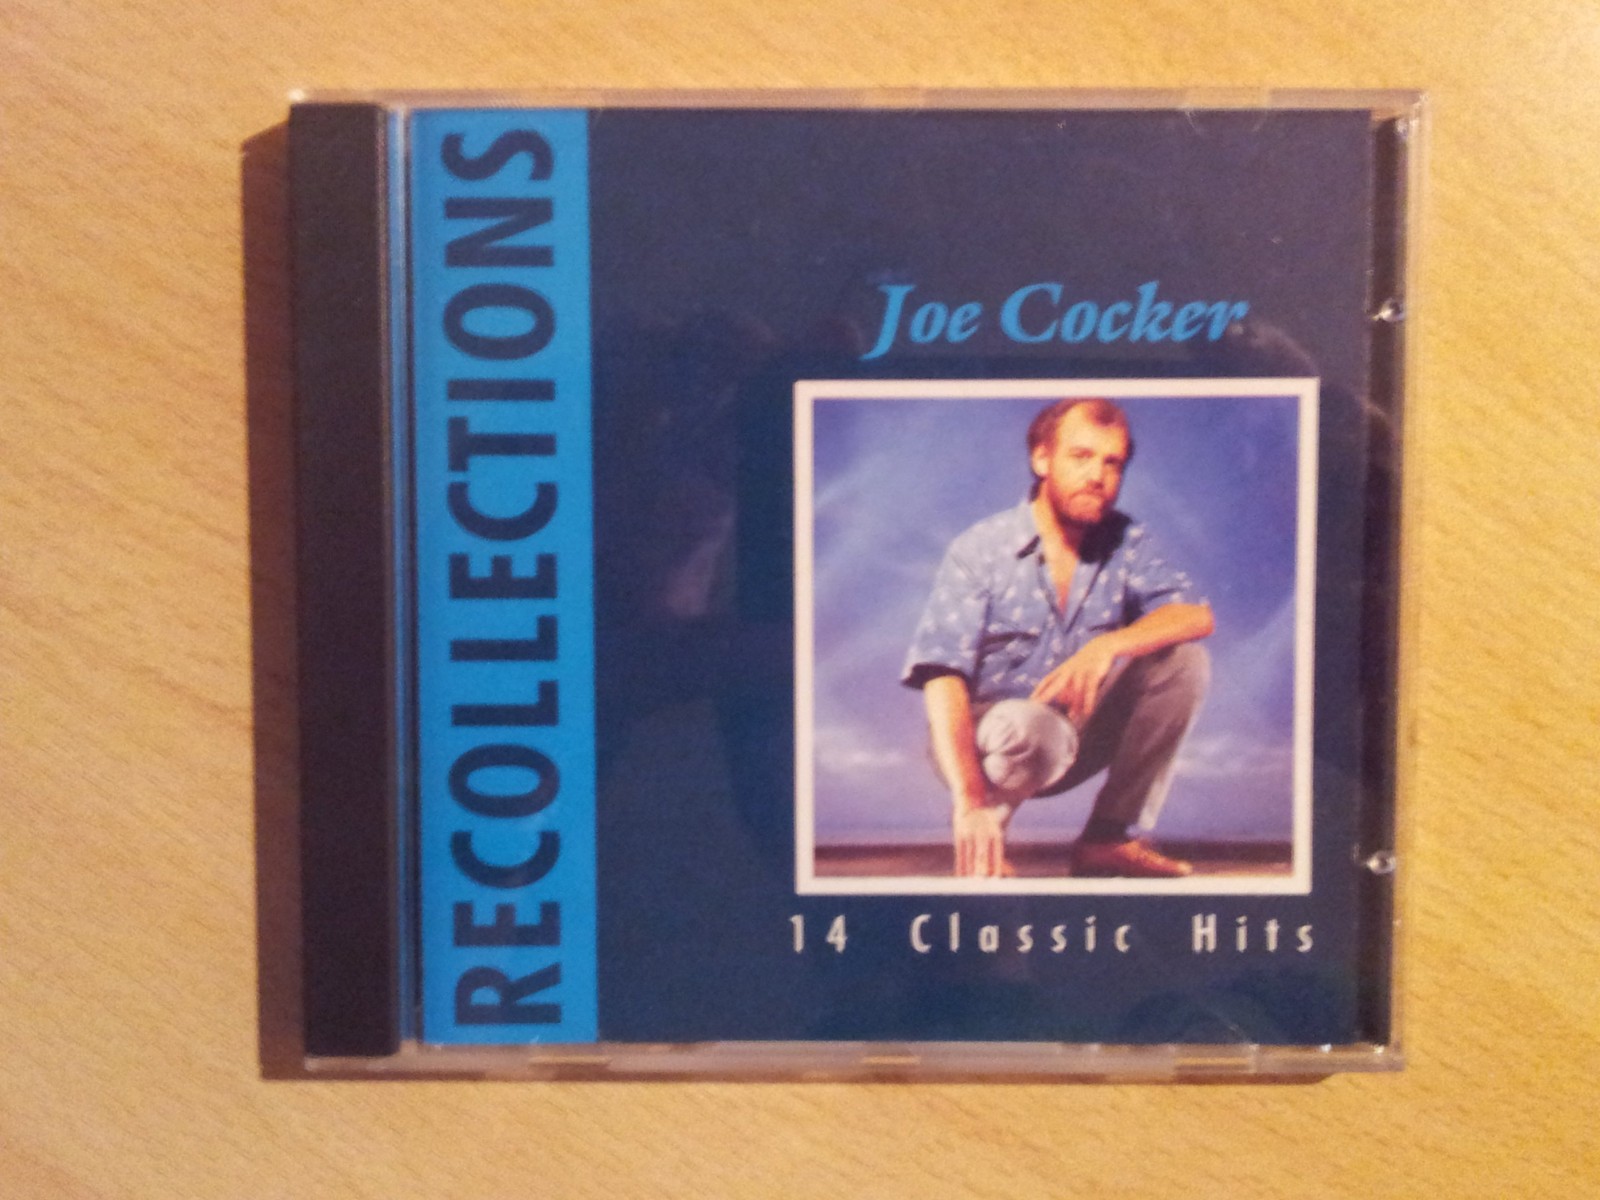 RECOLLECTIONS
Joe Cocker
14 Classic Hits